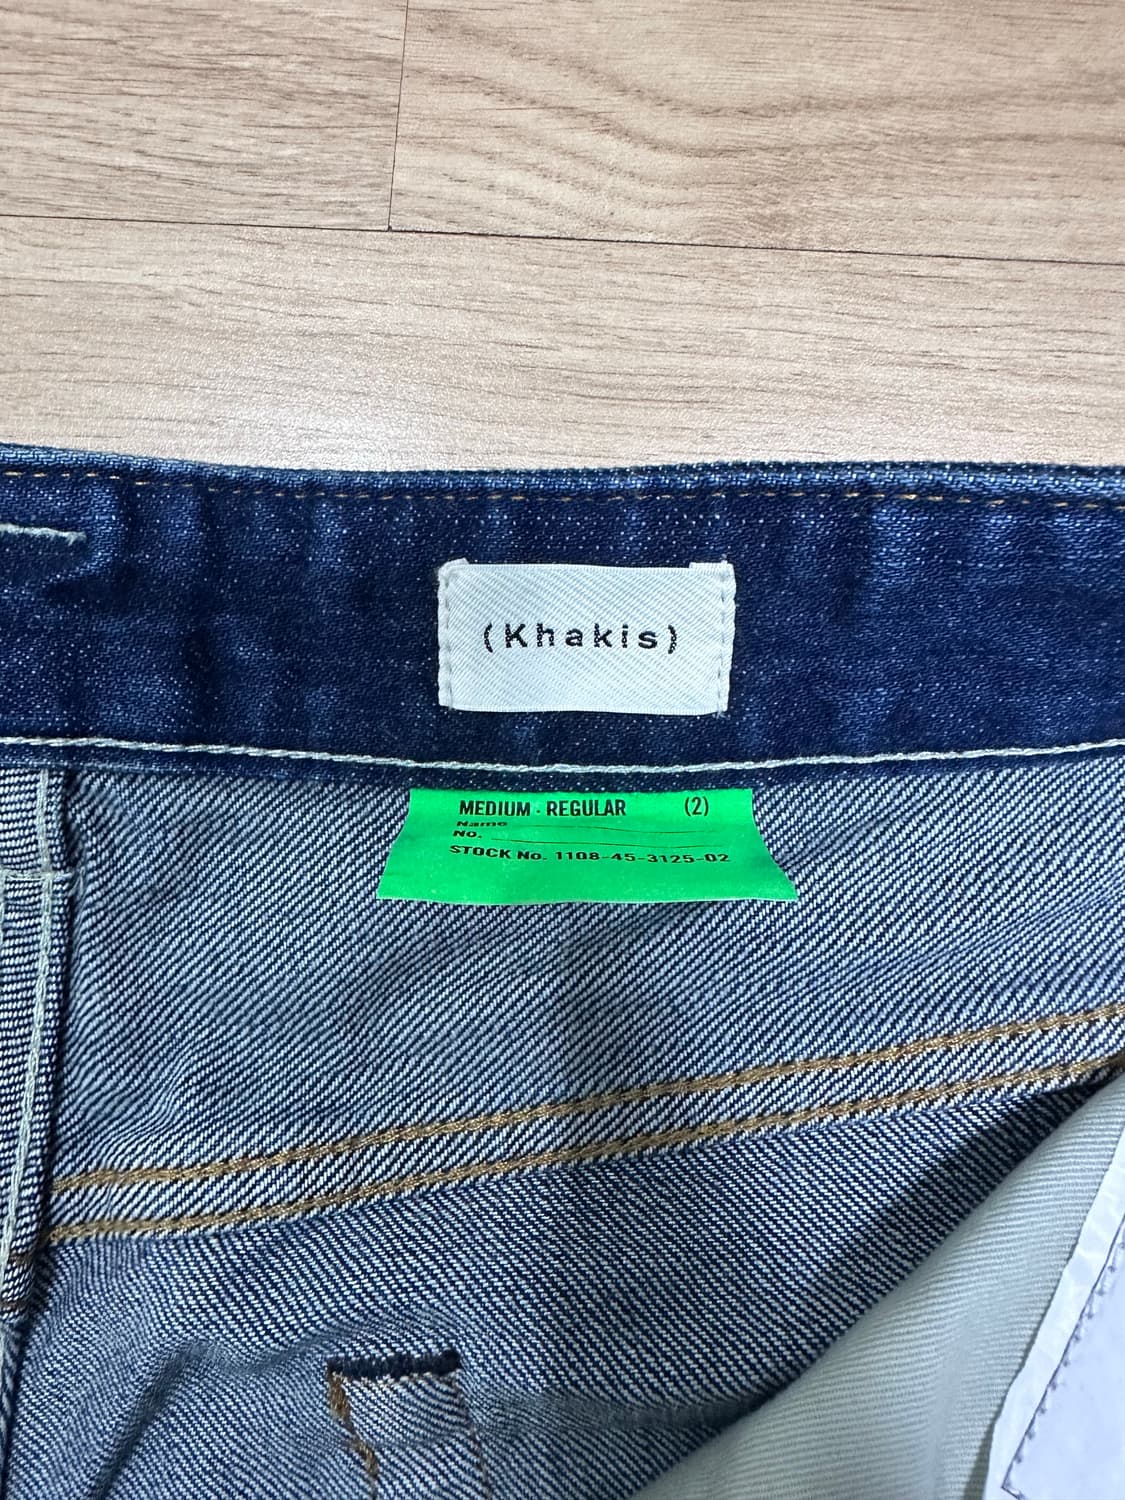 (Khakis)
MEDIUM · REGULAR (2)
Name
No.
STOCK No. 1108-45-3125-02